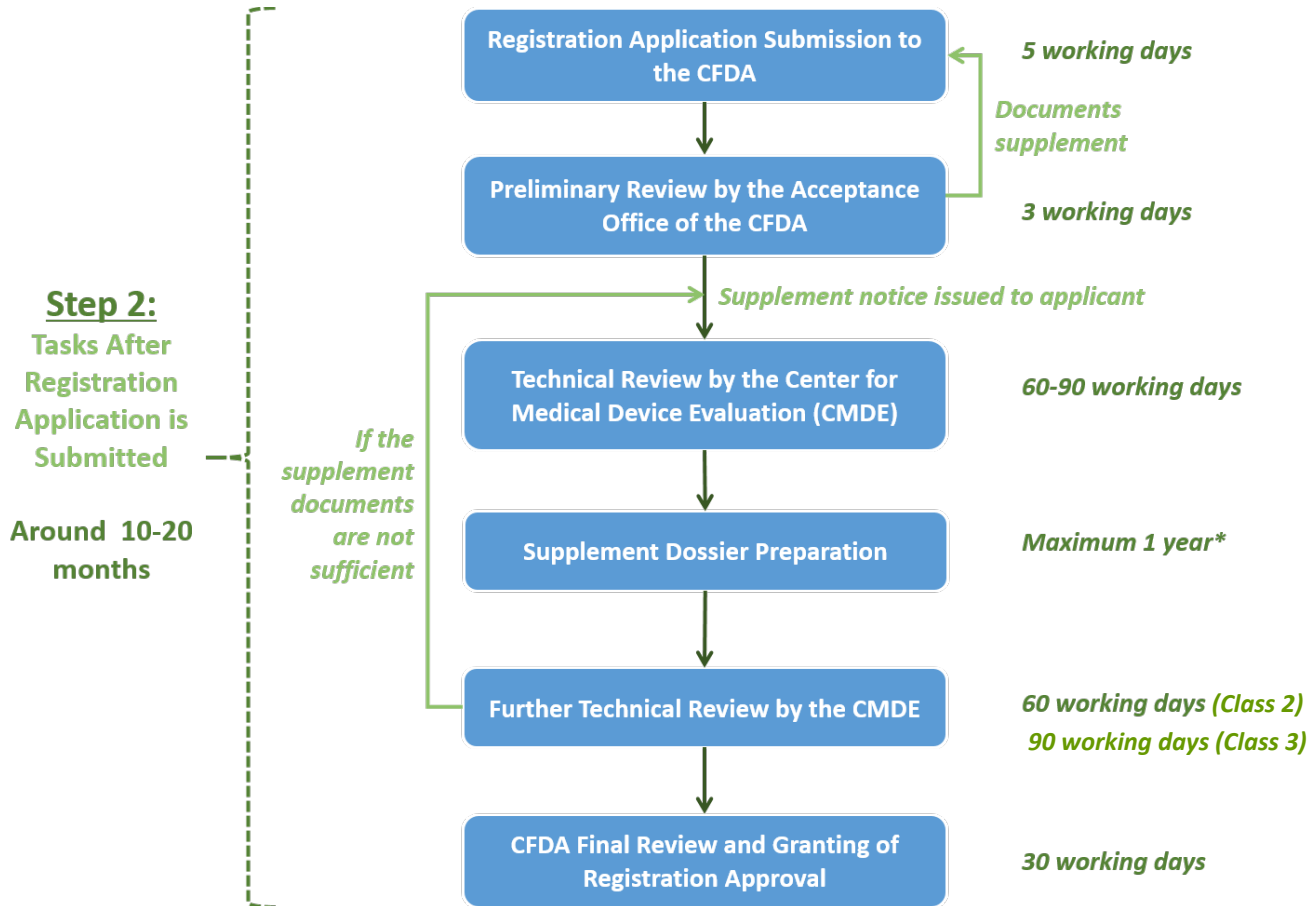 Registration Application Submission to
the CFDA
5 working days
Documents
supplement
Preliminary Review by the Acceptance
Office of the CFDA
3 working days
Supplement notice issued to applicant
Step 2:
Tasks After
Registration
Application is
Submitted
Around 10-20
months
Technical Review by the Center for
Medical Device Evaluation (CMDE)
60-90 working days
If the
supplement
documents
are not
sufficient
Supplement Dossier Preparation
Maximum 1 year*
Further Technical Review by the CMDE
60 working days (Class 2)
90 working days (Class 3)
CFDA Final Review and Granting of
Registration Approval
30 working days